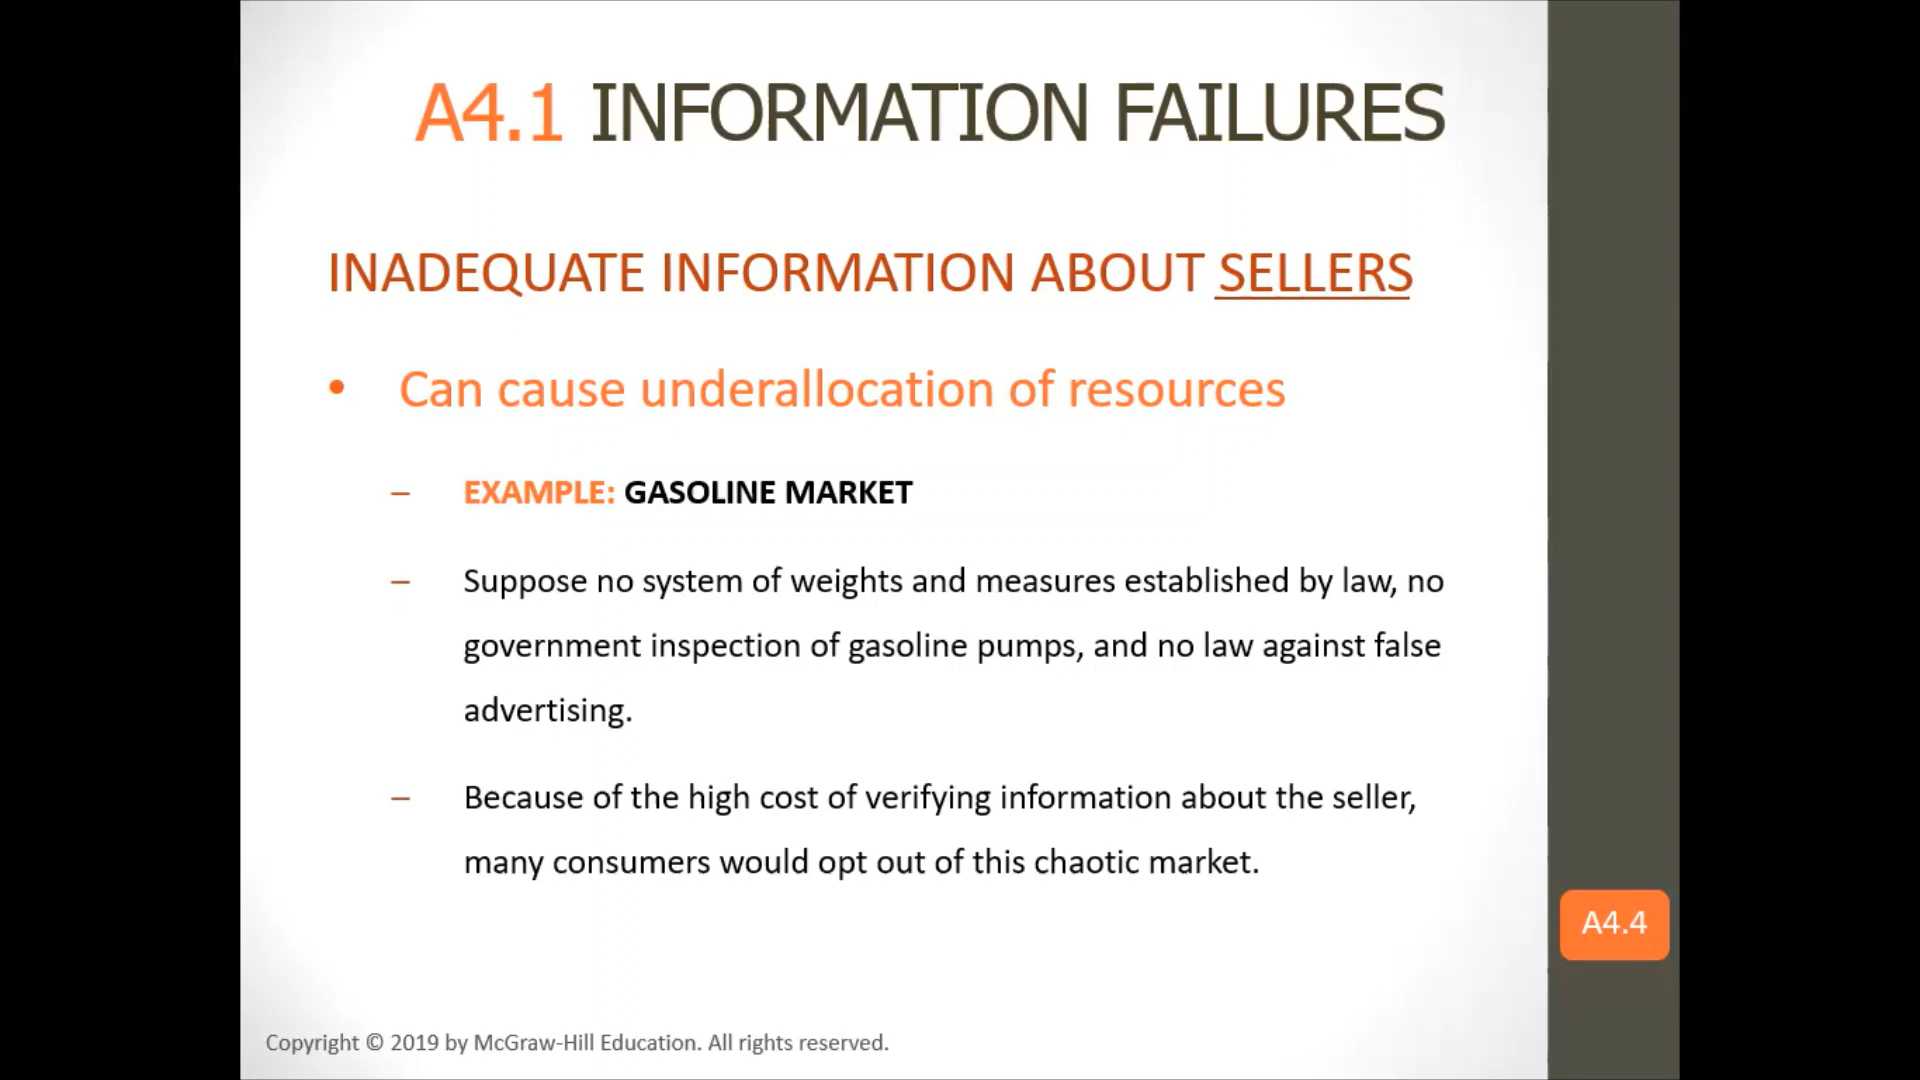 A4.1 INFORMATION FAILURES
INADEQUATE INFORMATION ABOUT SELLERS
• Can cause underallocation of resources
– EXAMPLE: GASOLINE MARKET
– Suppose no system of weights and measures established by law, no
government inspection of gasoline pumps, and no law against false
advertising.
– Because of the high cost of verifying information about the seller,
many consumers would opt out of this chaotic market.
A4.4
Copyright © 2019 by McGraw-Hill Education. All rights reserved.